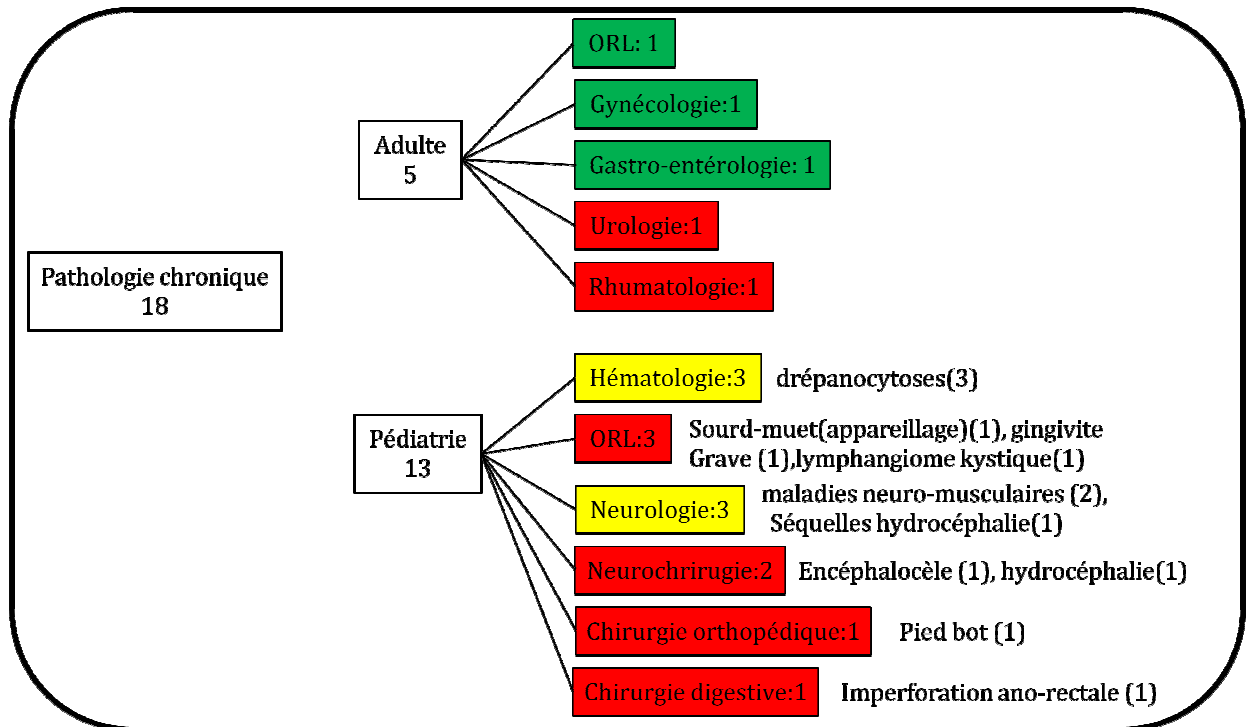 ORL: 1
Gynécologie:1
Adulte
5
Gastro-entérologie: 1
Urologie:1
Rhumatologie:1
Pathologie chronique
18
Hématologie:3 drépanocytoses(3)
Pédiatrie
13
ORL:3 Sourd-muet(appareillage)(1), gingivite
Grave (1),lymphangiome kystique(1)
Neurologie:3 maladies neuro-musculaires (2),
Séquelles hydrocéphalie(1)
Neurochrirugie:2 Encéphalocèle (1), hydrocéphalie(1)
Chirurgie orthopédique:1 Pied bot (1)
Chirurgie digestive:1 Imperforation ano-rectale (1)